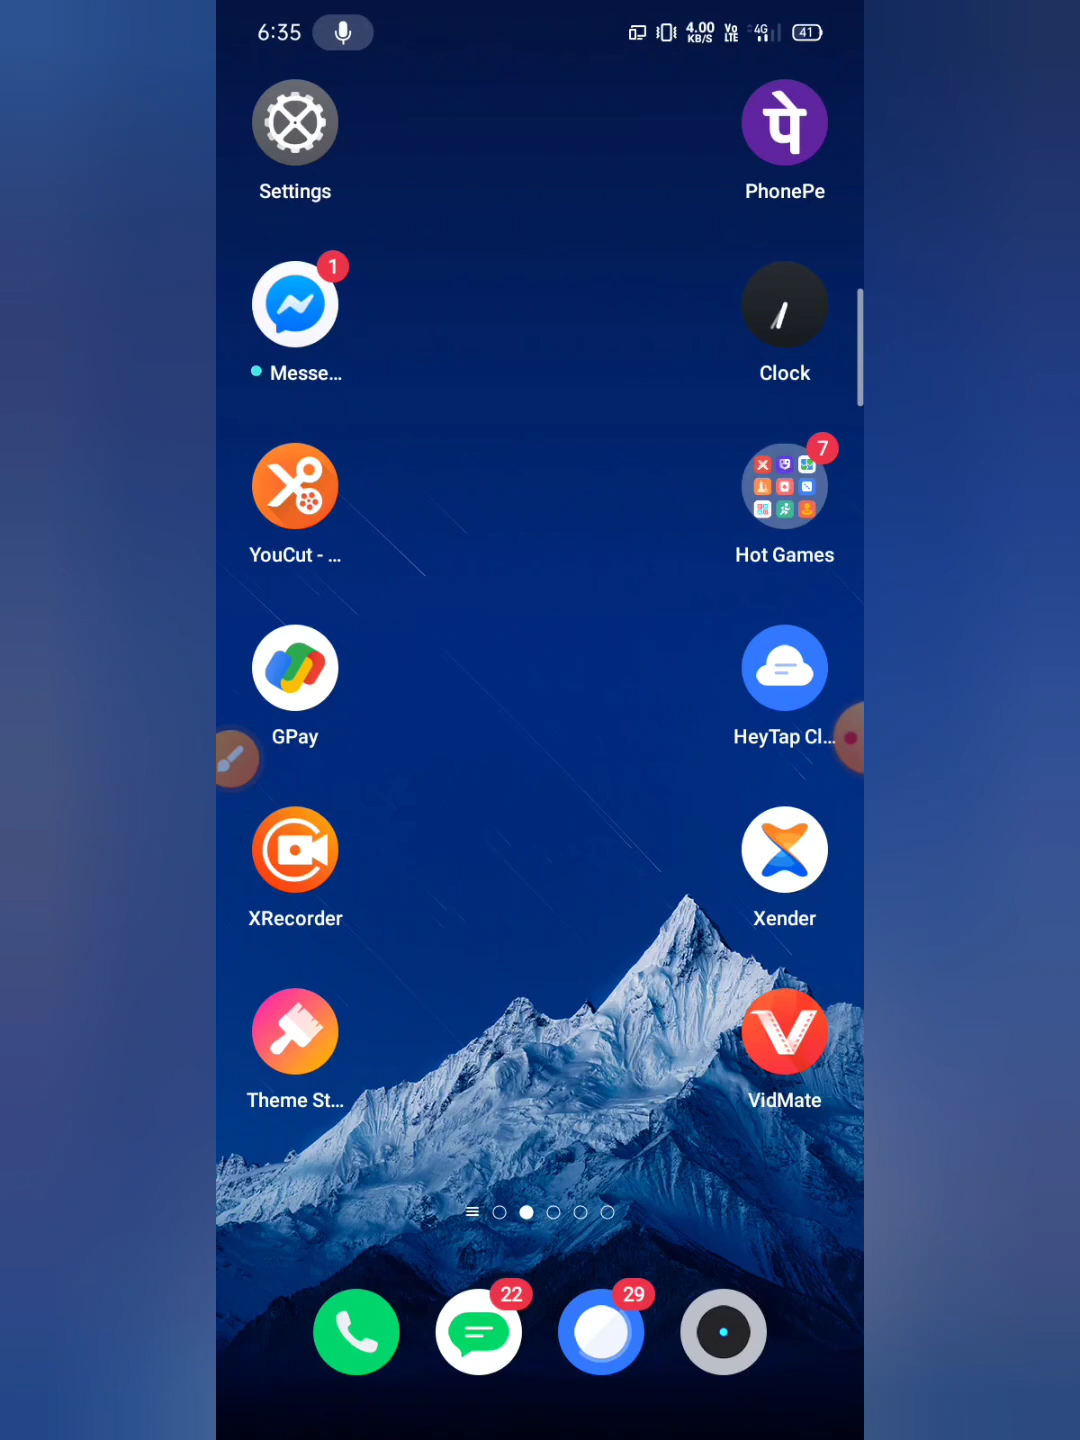 6:35 4.00 KB/S Vo LTE 4G 41
Settings
पे
PhonePe
1
Messe...
Clock
7
YouCut - ...
Hot Games
GPay
HeyTap Cl...
XRecorder
Xender
Theme St...
VidMate
22
29